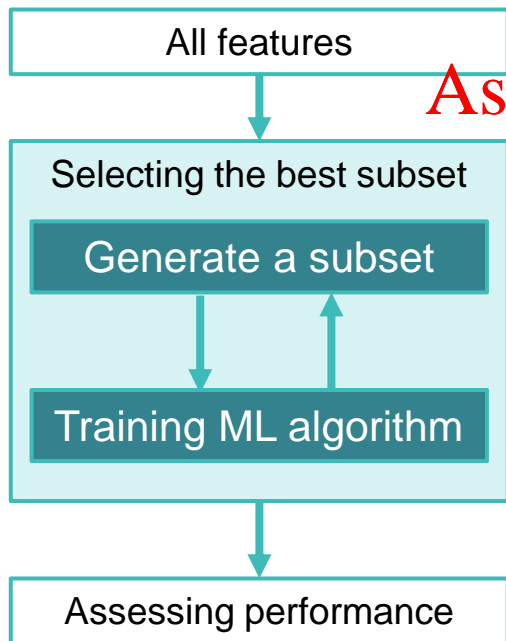 All features
As
Selecting the best subset
Generate a subset
Training ML algorithm
Assessing performance